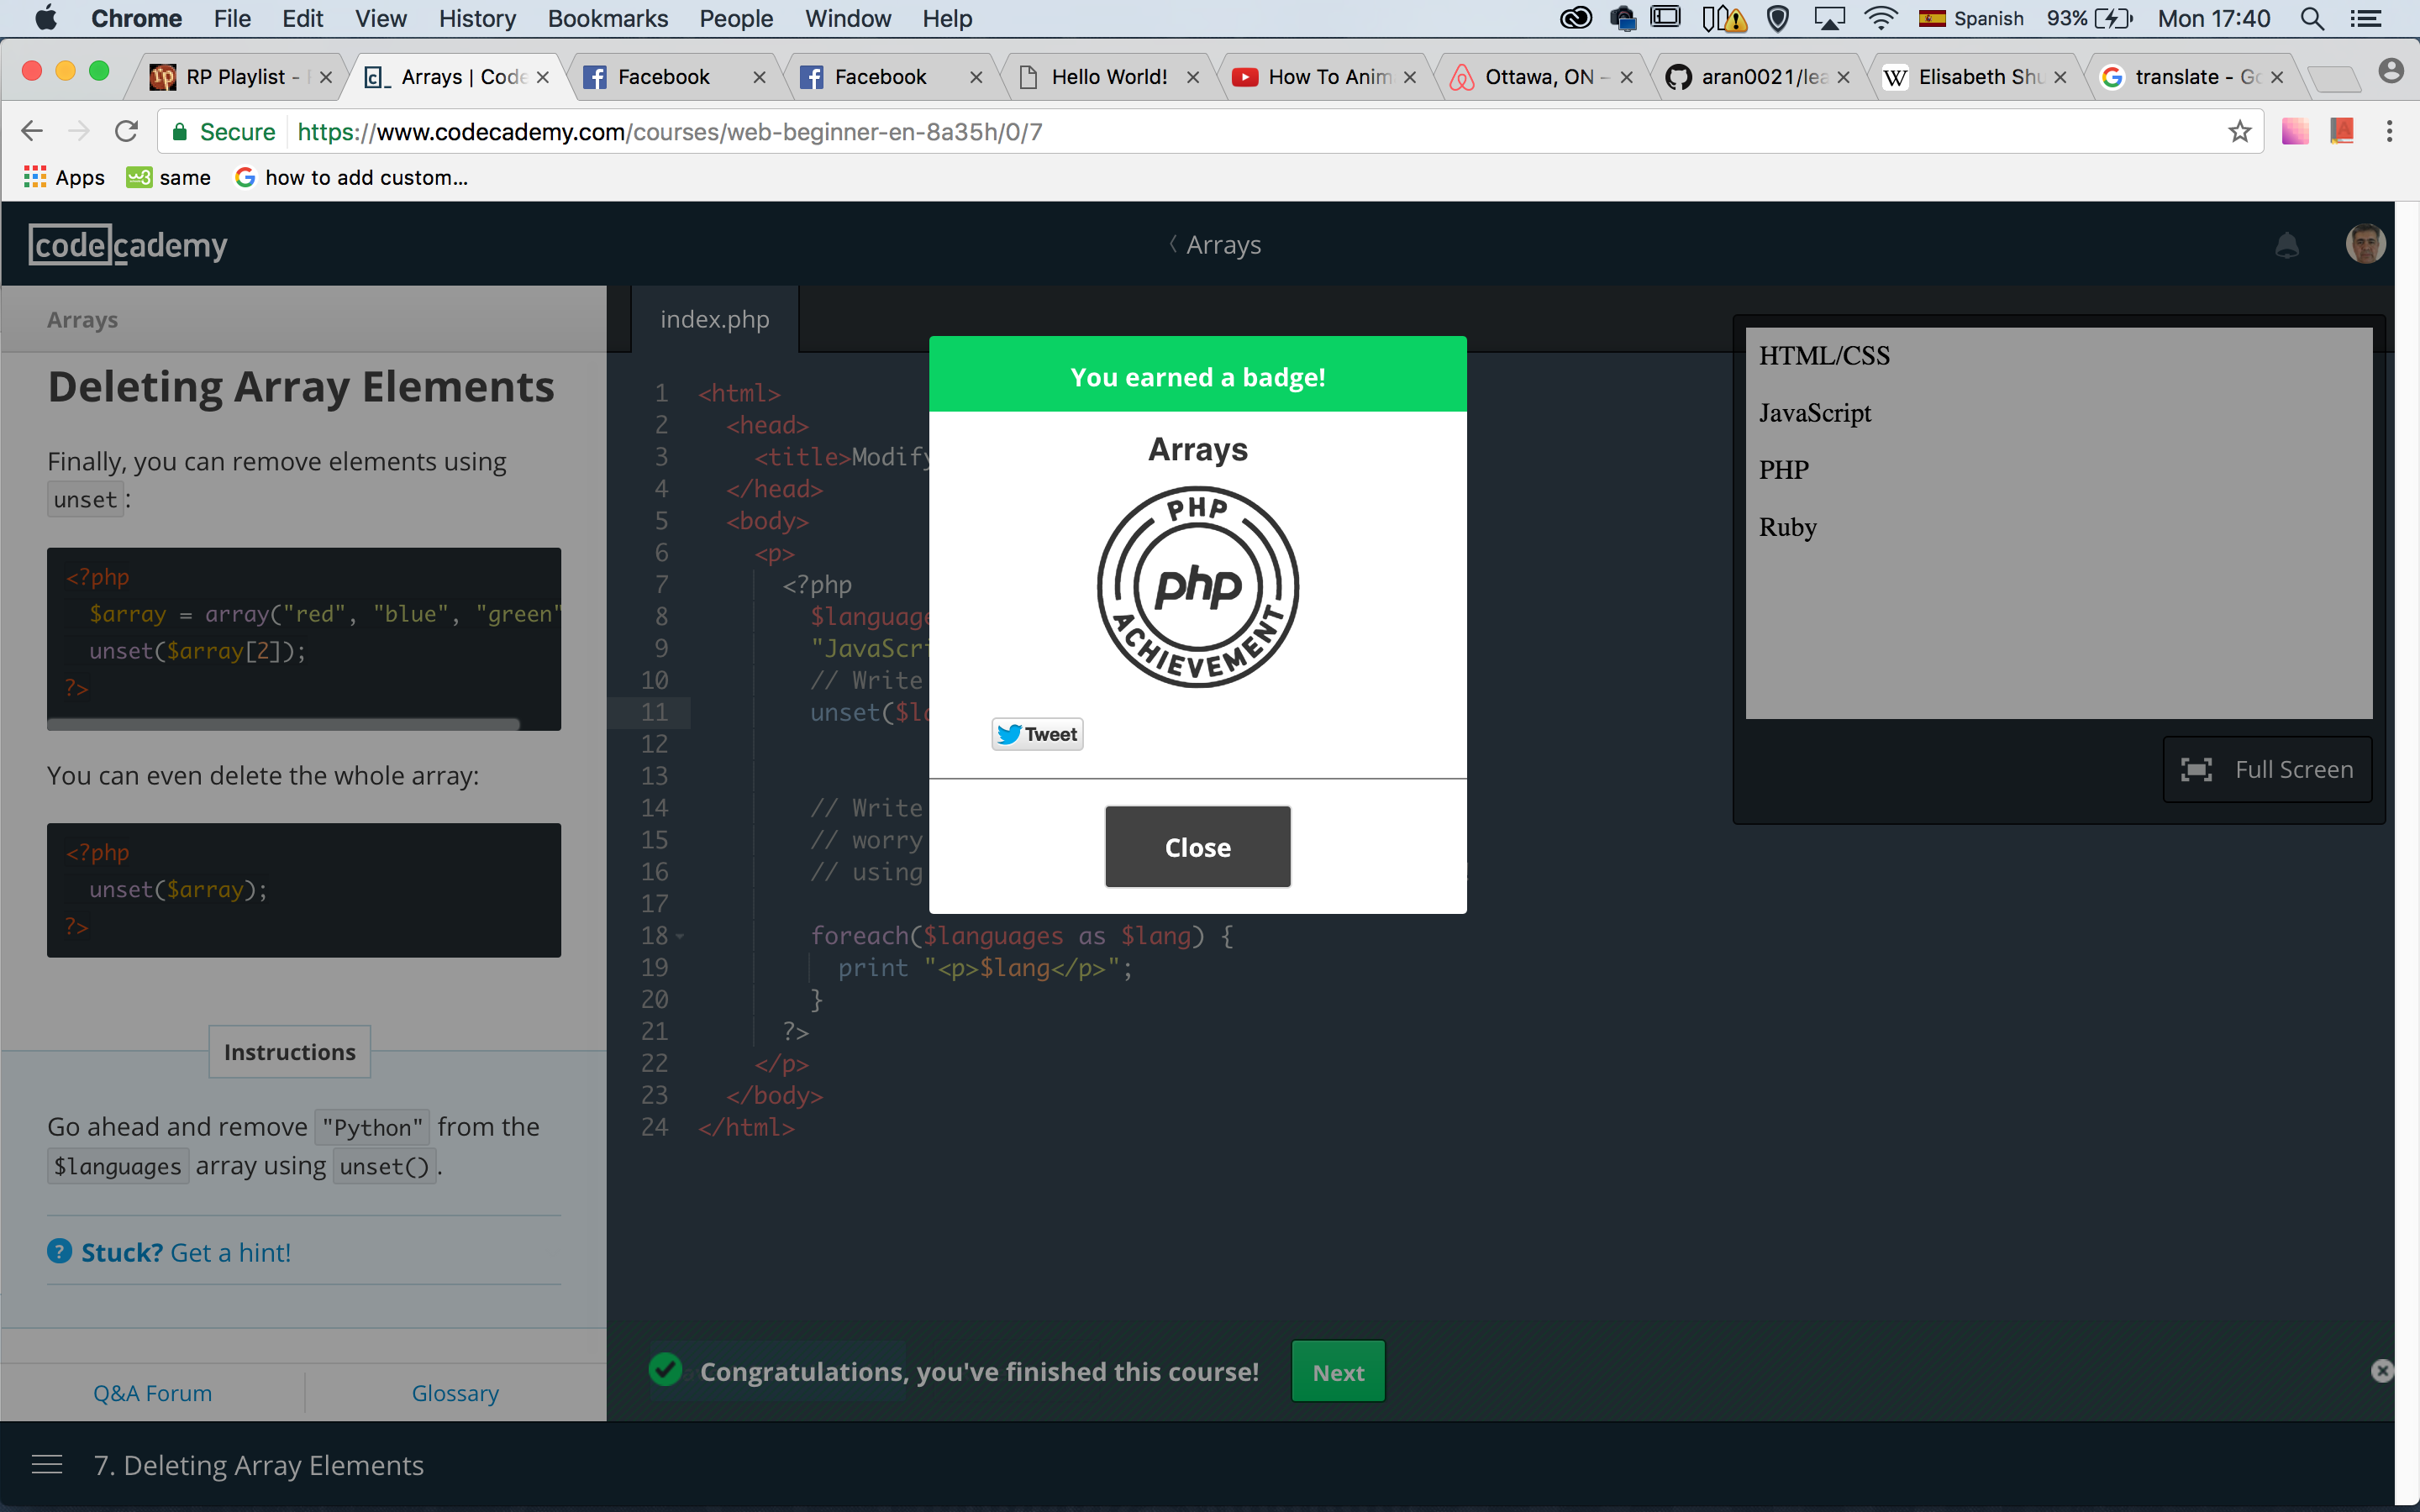 Chrome File Edit View History Bookmarks People Window Help Spanish 93% Mon 17:40
RP Playlist - Arrays | Code Facebook Facebook Hello World! How To Anim Ottawa, ON - aran0021/lea Elisabeth Shu translate - Go
Secure https://www.codecademy.com/courses/web-beginner-en-8a35h/0/7
Apps same how to add custom...
codecademy
Arrays
Arrays
Deleting Array Elements
Finally, you can remove elements using
unset:
<?php
$array = array("red", "blue", "green"
unset($array[2]);
?>
You can even delete the whole array:
<?php
unset($array);
?>
Instructions
Go ahead and remove "Python" from the
$languages array using unset().
Stuck? Get a hint!
Q&A Forum Glossary
index.php
1 <html>
2 <head>
3 <title>Modify
4 </head>
5 <body>
6 <p>
7 <?php
8 $language
9 "JavaScri
10 // Write
11 unset($la
12
13
14 // Write
15 // worry
16 // using
17
18 foreach($languages as $lang) {
19 print "<p>$lang</p>";
20 }
21 ?>
22 </p>
23 </body>
24 </html>
You earned a badge!
Arrays
PHP
php
ACHIEVEMENT
Tweet
Close
HTML/CSS
JavaScript
PHP
Ruby
Full Screen
Congratulations, you've finished this course! Next
7. Deleting Array Elements